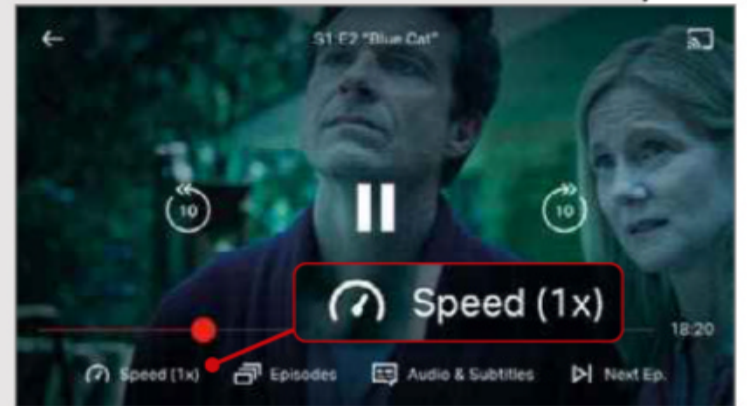 S1:E2 "Blue Cat"
10
10
Speed (1x)
18:20
Speed (1x)
Episodes
Audio & Subtitles
Next Ep.